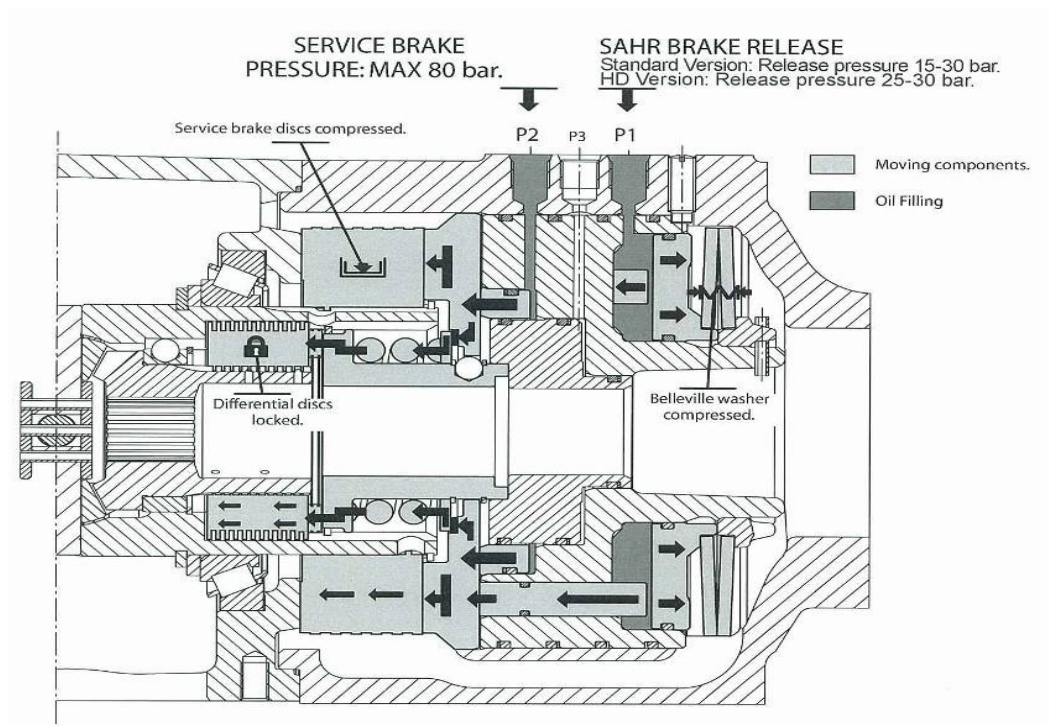 SERVICE BRAKE
PRESSURE: MAX 80 bar.
SAHR BRAKE RELEASE
Standard Version: Release pressure 15-30 bar.
HD Version: Release pressure 25-30 bar.
Service brake discs compressed.
P2
P3
P1
Moving components.
Oil Filling
Differential discs
locked.
Belleville washer
compressed.